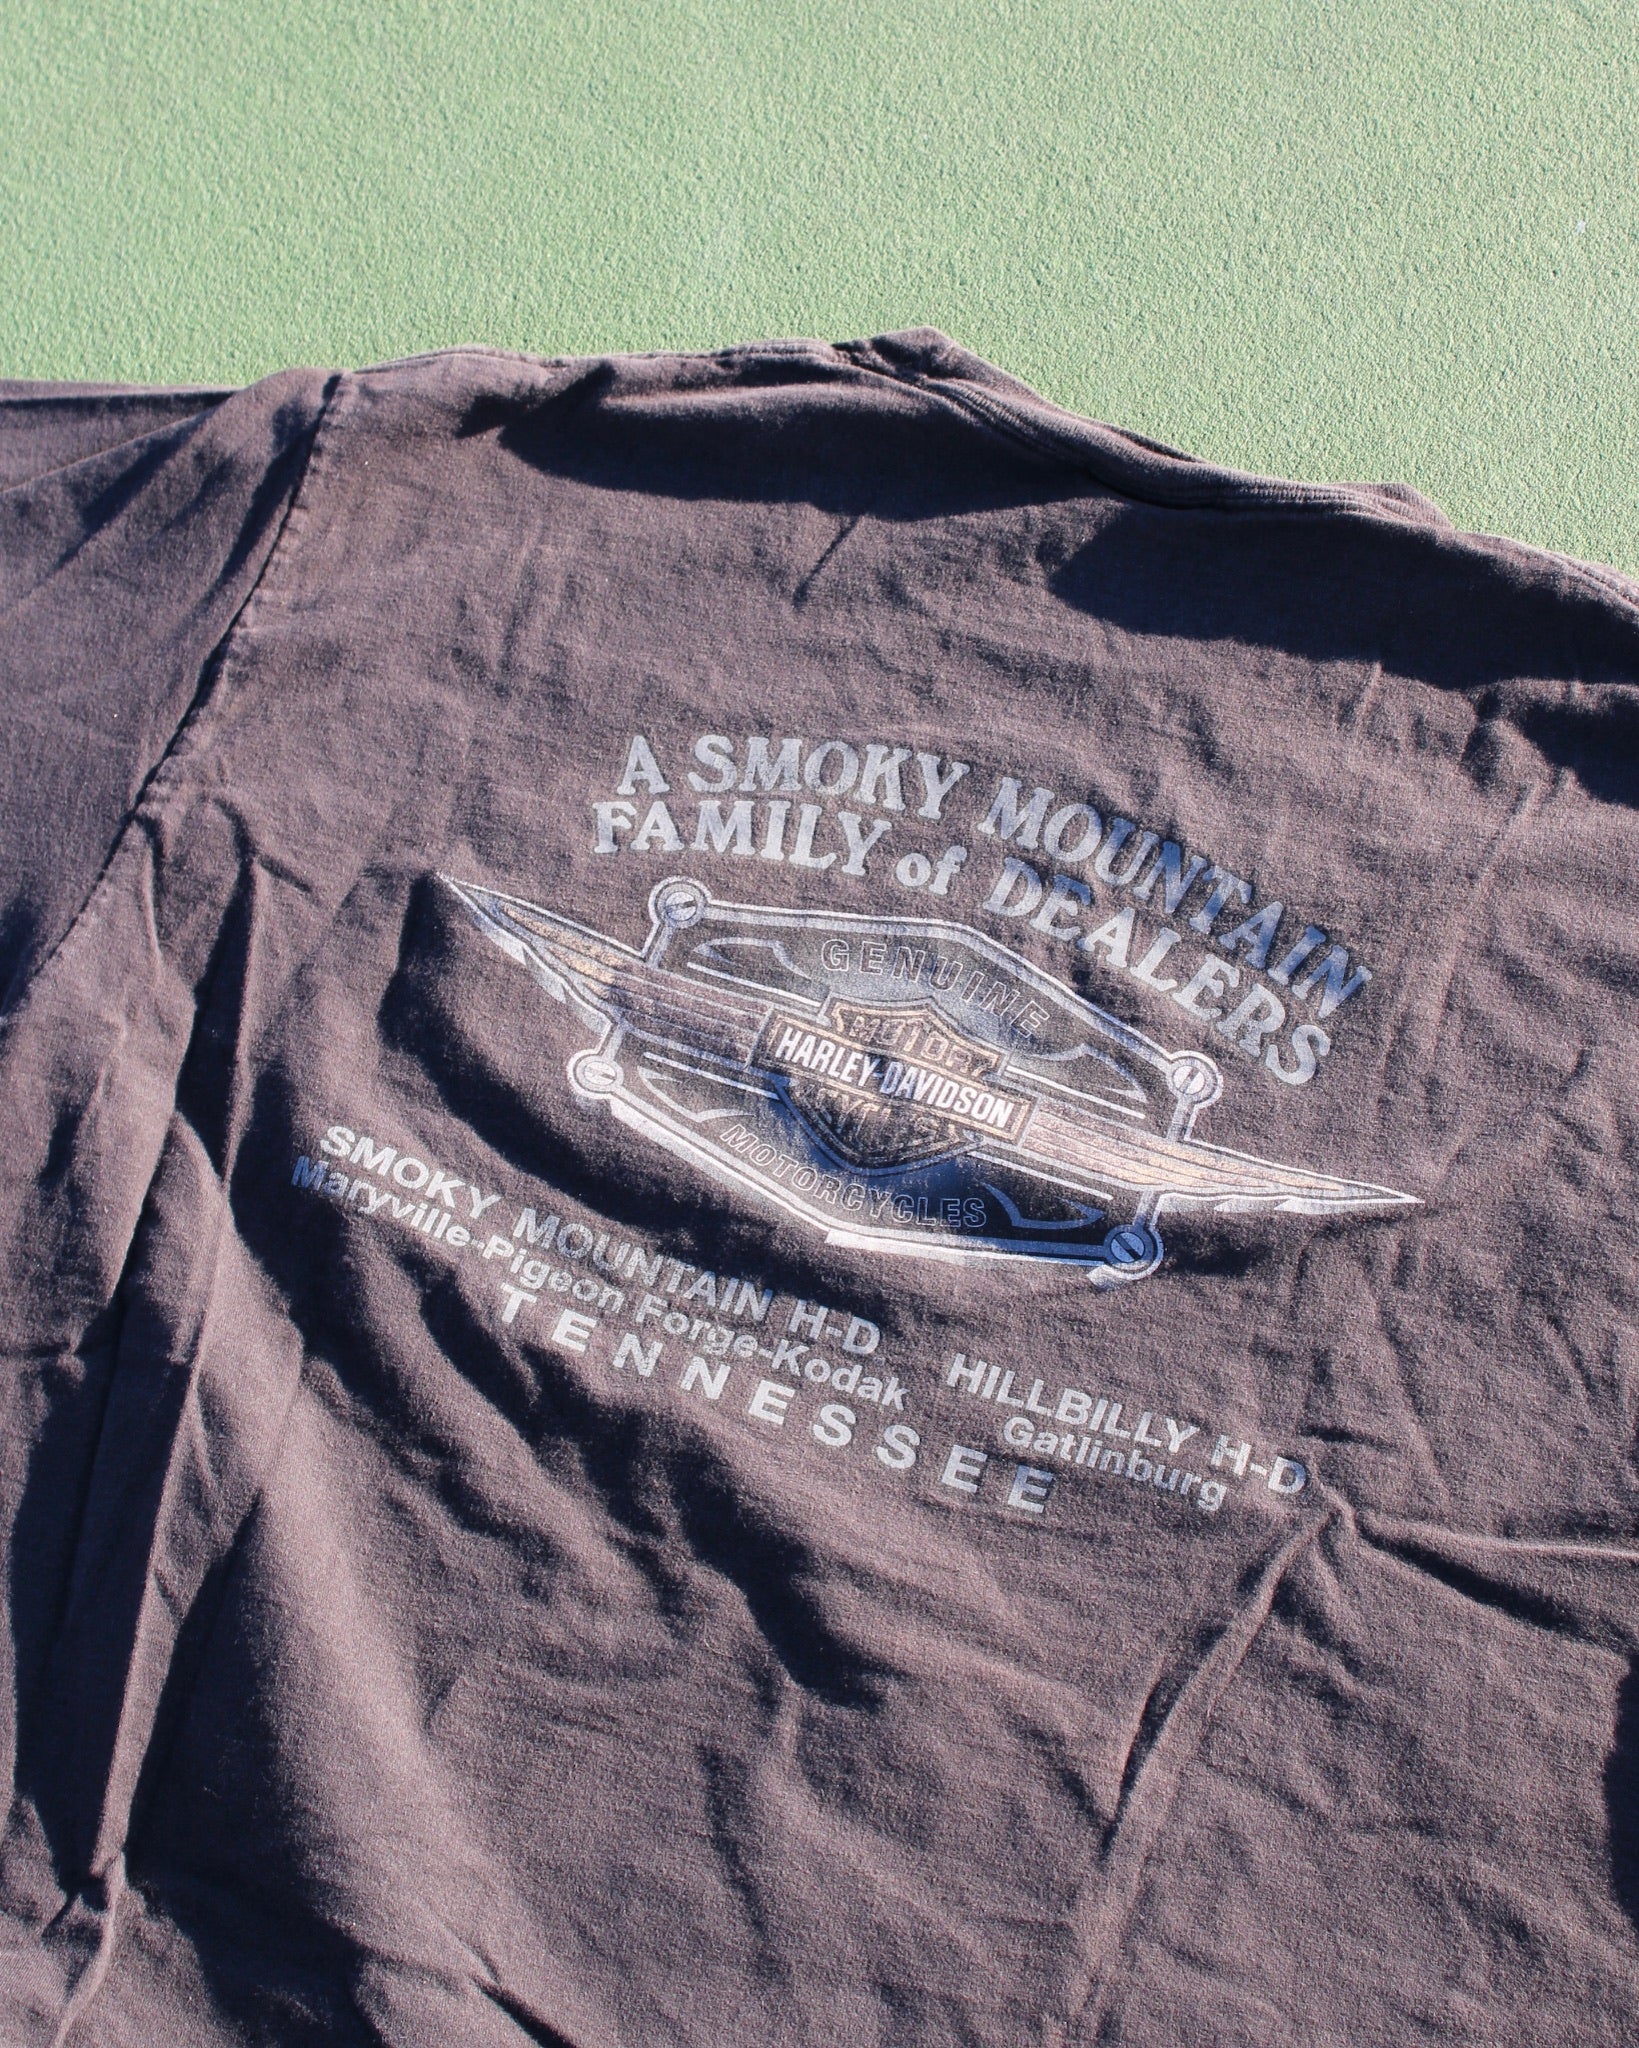 A SMOKY MOUNTAIN
FAMILY of DEALERS
GENUINE
MOTOR
HARLEY-DAVIDSON
CYCLES
MOTORCYCLES
SMOKY MOUNTAIN H-D
Maryville-Pigeon Forge-Kodak
HILLBILLY H-D
Gatlinburg
TENNESSEE